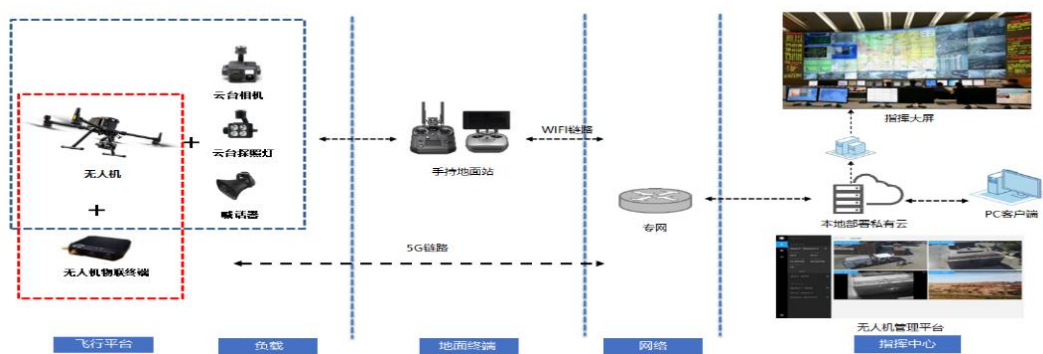 云台相机
云台探照灯
喊话器
无人机
+
+
无人机物联终端
手持地面站
WIFI链路
5G链路
专网
指挥大屏
本地部署私有云
PC客户端
无人机管理平台
飞行平台
负载
地面终端
网络
指挥中心